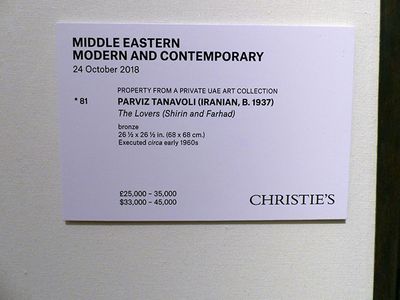 MIDDLE EASTERN
MODERN AND CONTEMPORARY
24 October 2018
PROPERTY FROM A PRIVATE UAE ART COLLECTION
* 81 PARVIZ TANAVOLI (IRANIAN, B. 1937)
The Lovers (Shirin and Farhad)
bronze
26 ½ x 26 ½ in. (68 x 68 cm.)
Executed circa early 1960s
£25,000 – 35,000
$33,000 – 45,000
CHRISTIE'S